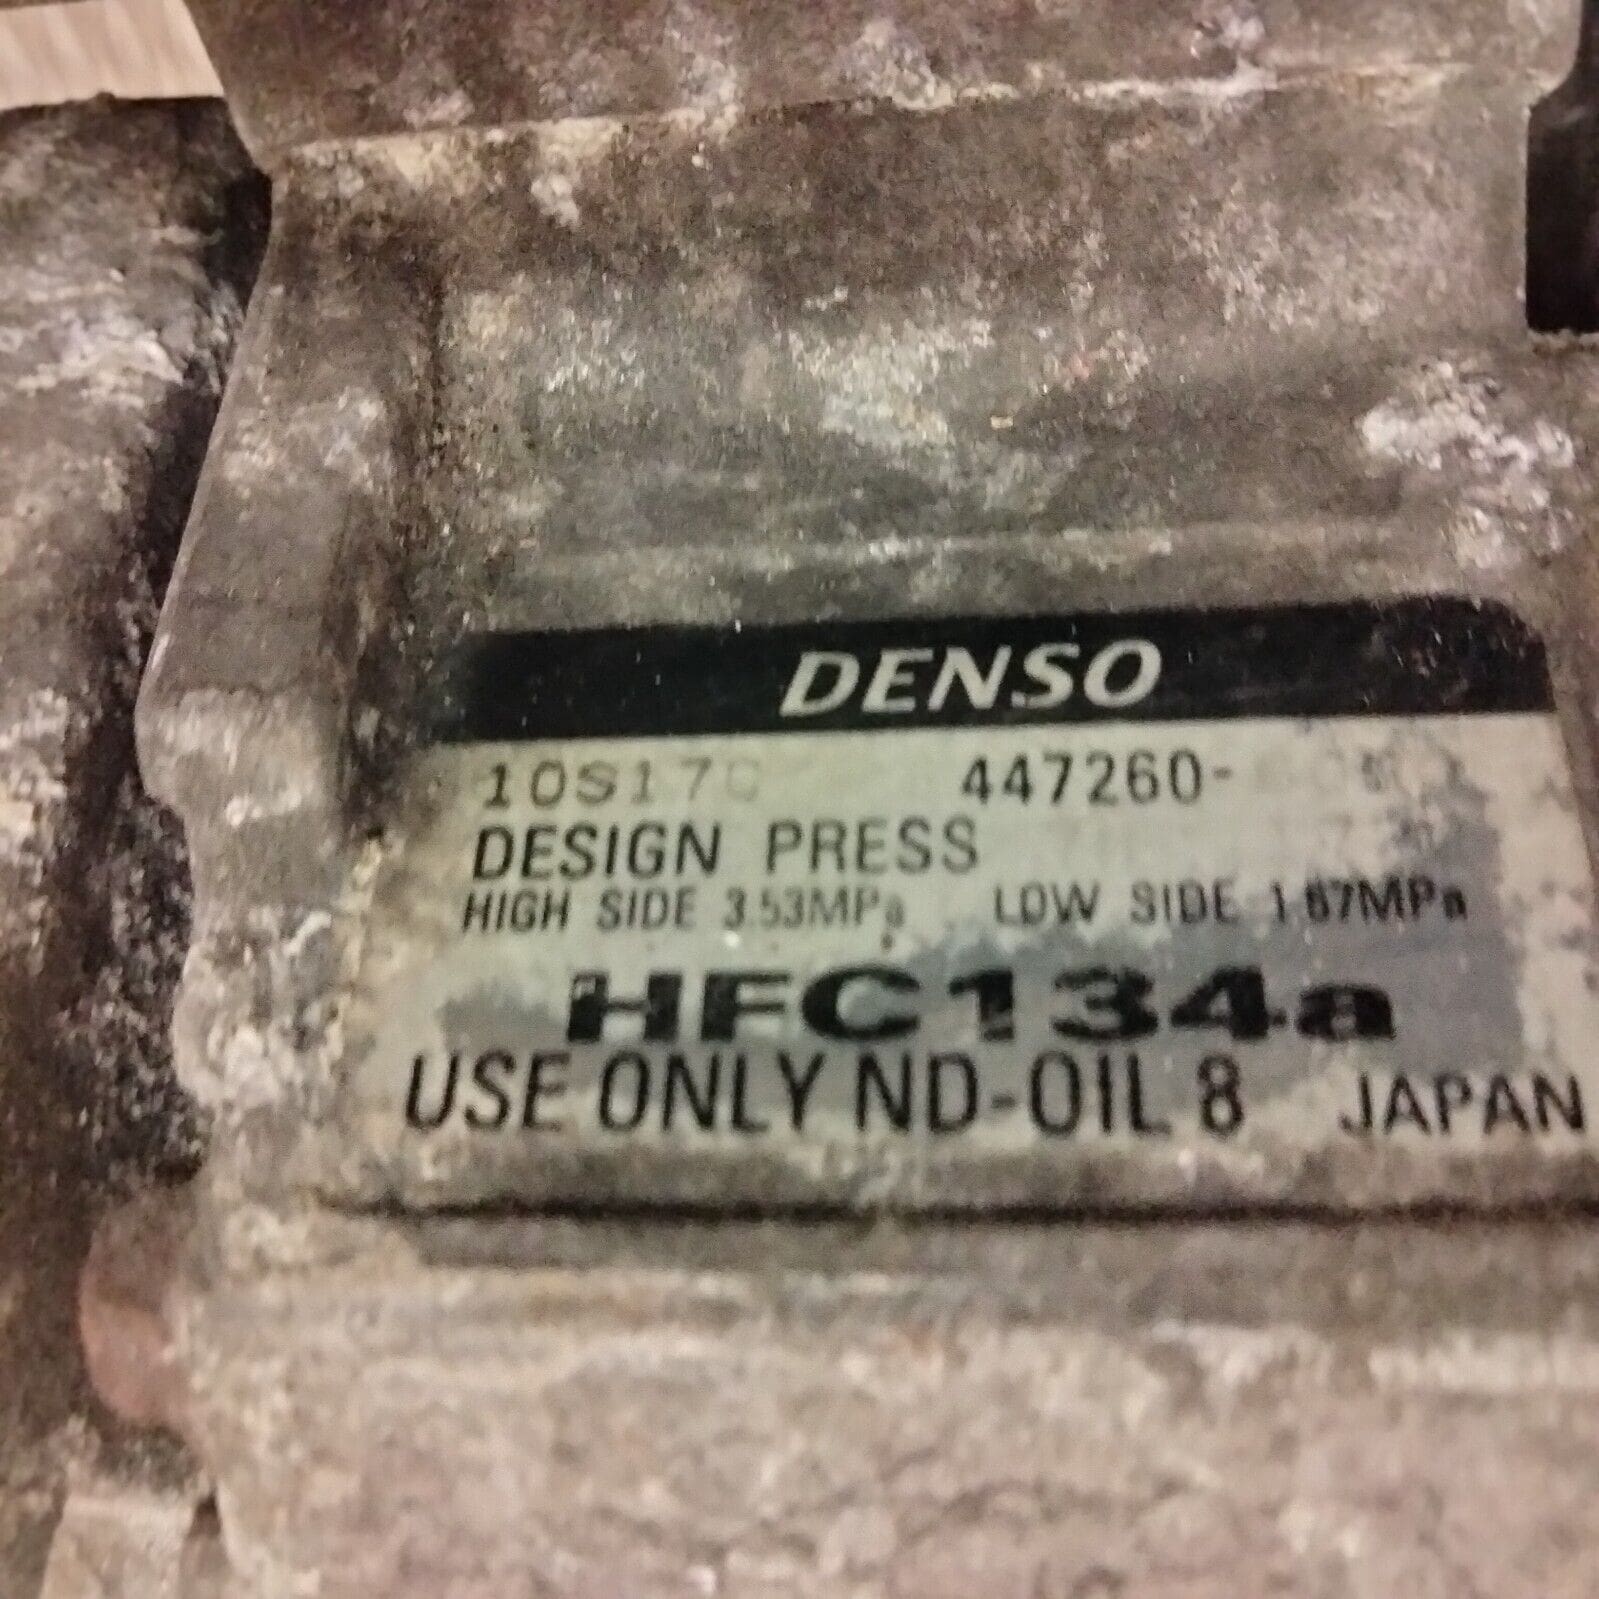 DENSO
10S17C 447260-
DESIGN PRESS
HIGH SIDE 3.53MPa LOW SIDE 1.67MPa
HFC134a
USE ONLY ND-OIL 8 JAPAN